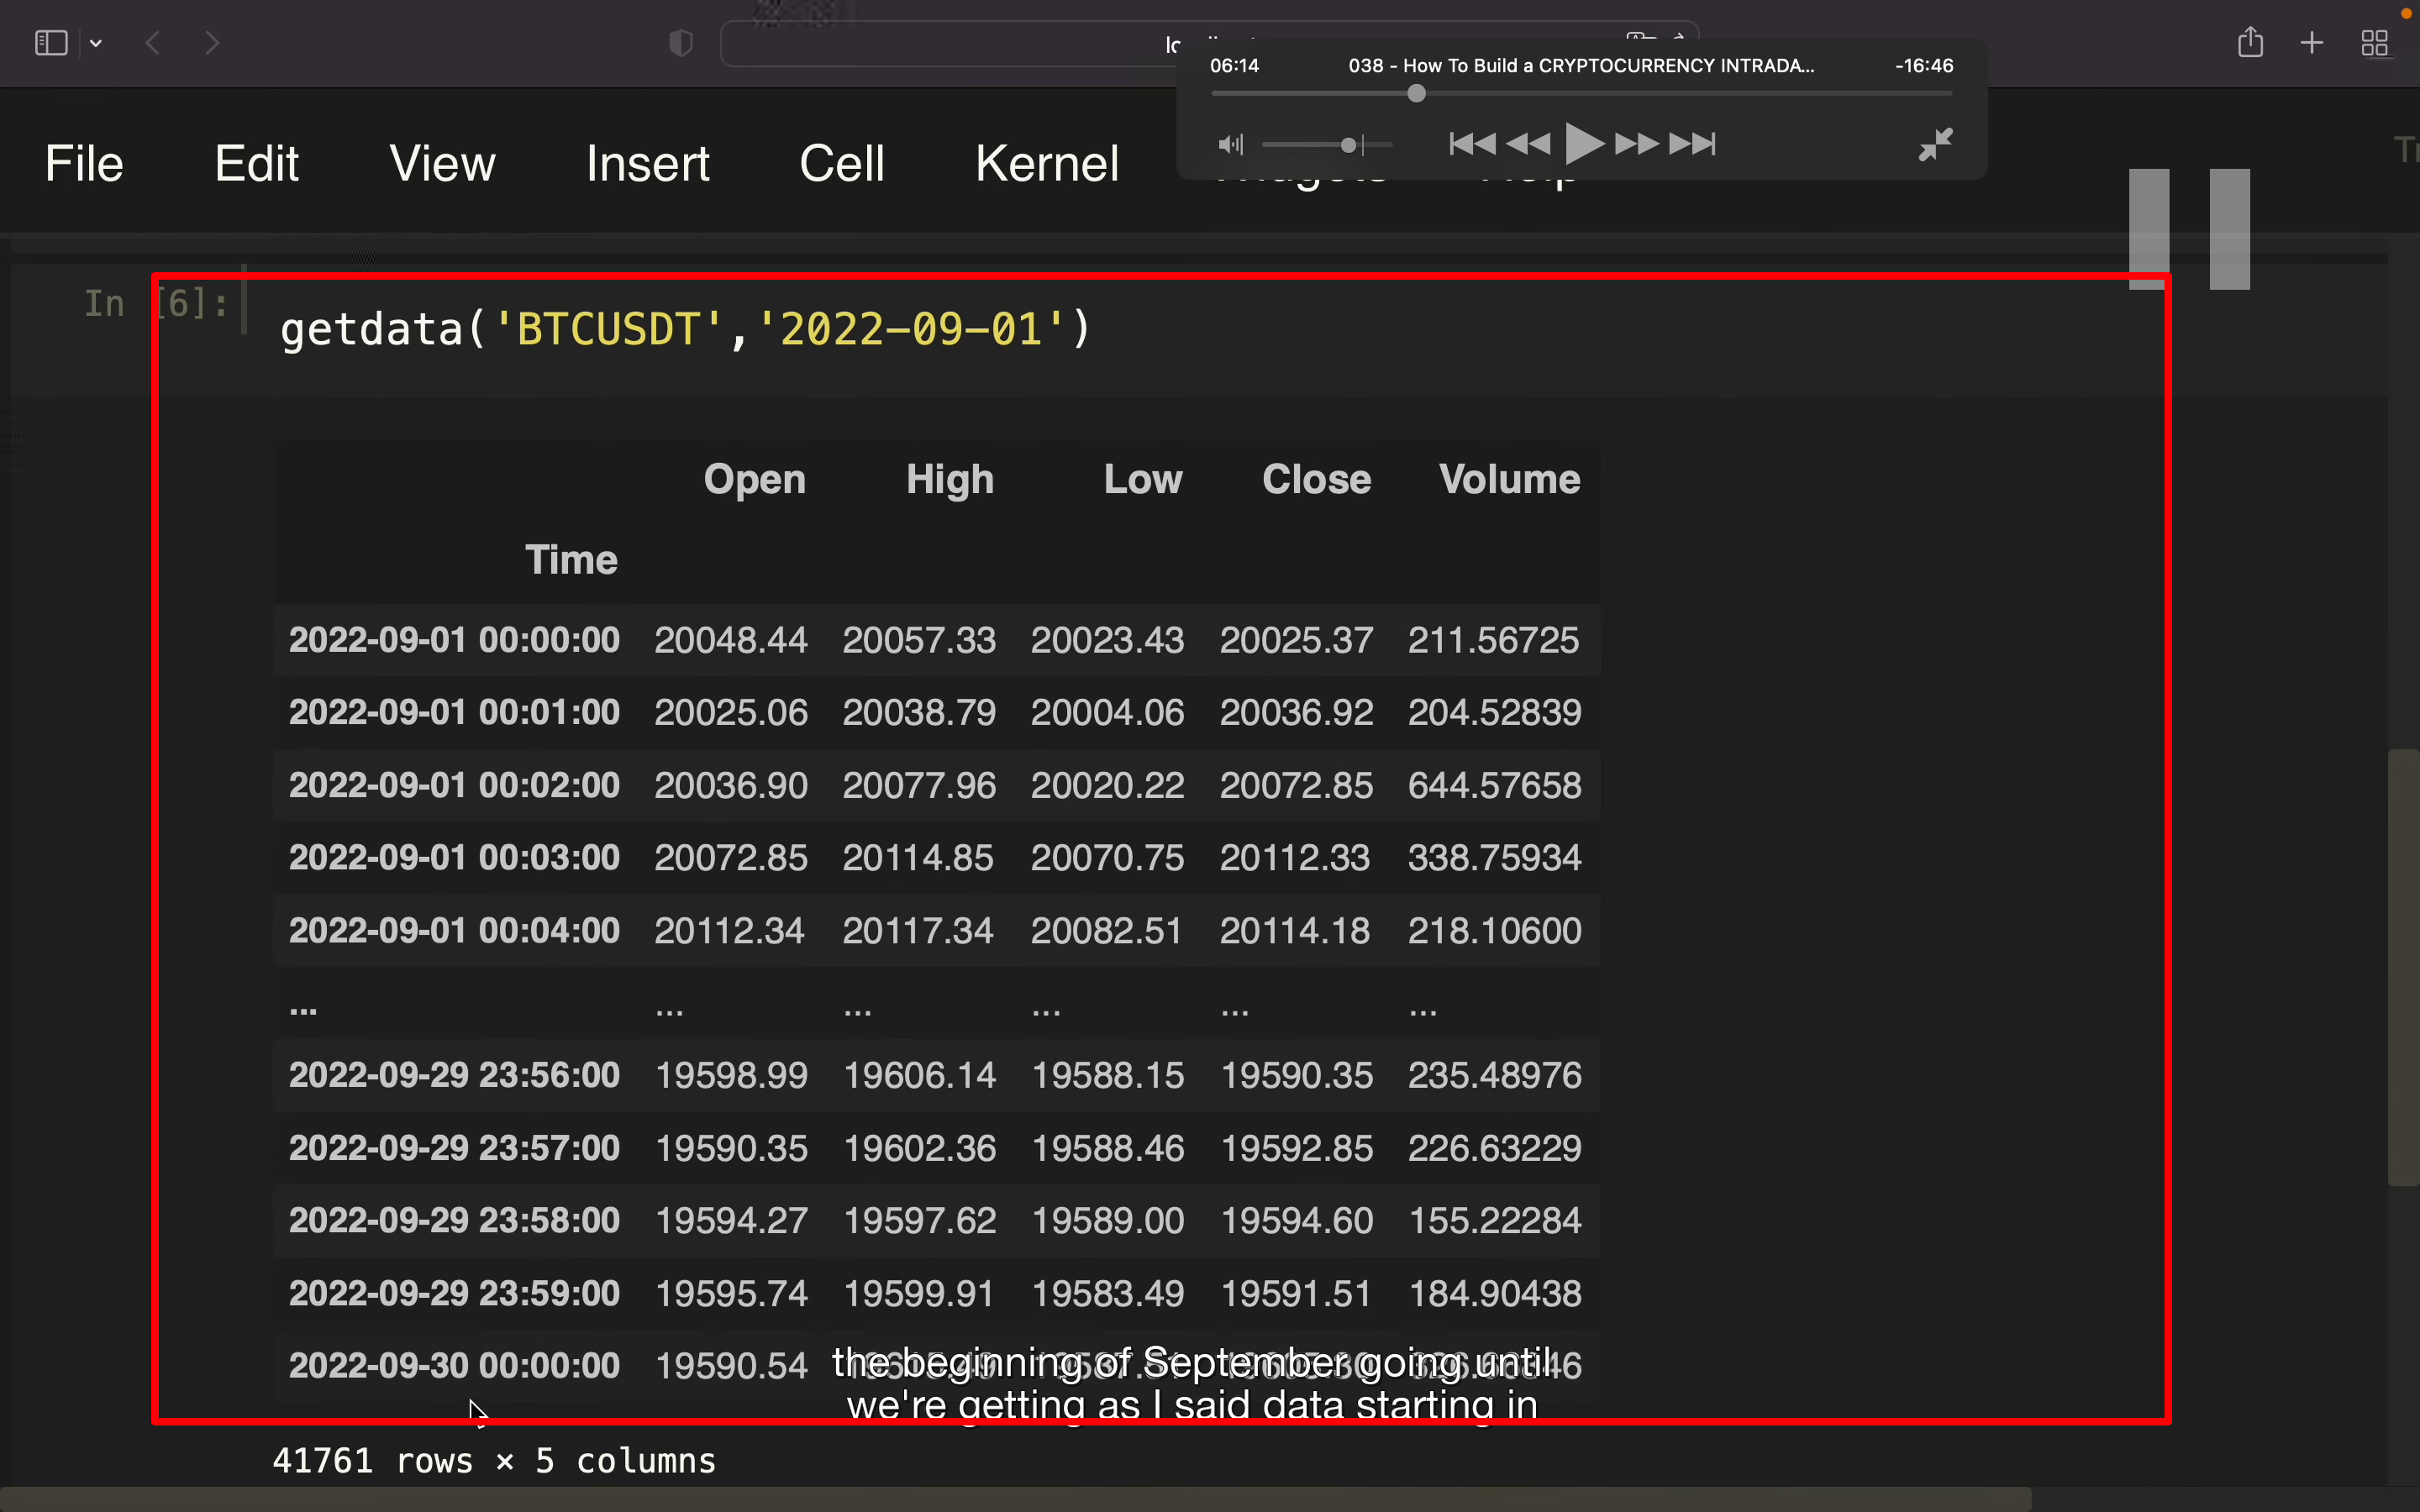 06:14 038 - How To Build a CRYPTOCURRENCY INTRADA... -16:46
File Edit View Insert Cell Kernel
In [6]: getdata('BTCUSDT','2022-09-01')
Open High Low Close Volume
Time
2022-09-01 00:00:00 20048.44 20057.33 20023.43 20025.37 211.56725
2022-09-01 00:01:00 20025.06 20038.79 20004.06 20036.92 204.52839
2022-09-01 00:02:00 20036.90 20077.96 20020.22 20072.85 644.57658
2022-09-01 00:03:00 20072.85 20114.85 20070.75 20112.33 338.75934
2022-09-01 00:04:00 20112.34 20117.34 20082.51 20114.18 218.10600
... ... ... ... ... ...
2022-09-29 23:56:00 19598.99 19606.14 19588.15 19590.35 235.48976
2022-09-29 23:57:00 19590.35 19602.36 19588.46 19592.85 226.63229
2022-09-29 23:58:00 19594.27 19597.62 19589.00 19594.60 155.22284
2022-09-29 23:59:00 19595.74 19599.91 19583.49 19591.51 184.90438
2022-09-30 00:00:00 19590.54
the beginning of September going until
we're getting as I said data starting in
41761 rows × 5 columns